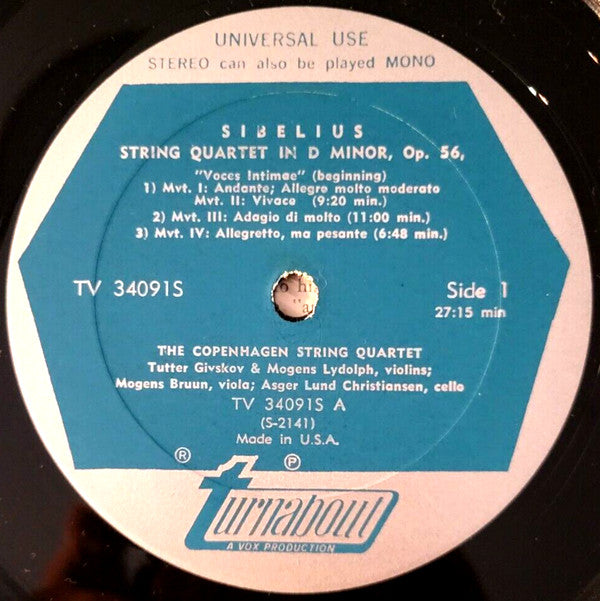 UNIVERSAL USE
STEREO can also be played MONO
SIBELIUS
STRING QUARTET IN D MINOR, Op. 56,
"Voces Intimae" (beginning)
1) Mvt. I: Andante; Allegro molto moderato
Mvt. II: Vivace (9:20 min.)
2) Mvt. III: Adagio di molto (11:00 min.)
3) Mvt. IV: Allegretto, ma pesante (6:48 min.)
TV 34091S
Side 1
27:15 min
THE COPENHAGEN STRING QUARTET
Tutter Givskov & Mogens Lydolph, violins;
Mogens Bruun, viola; Asger Lund Christiansen, cello
TV 34091S A
(S-2141)
Made in U.S.A.
® ℗
turnabout
A VOX PRODUCTION